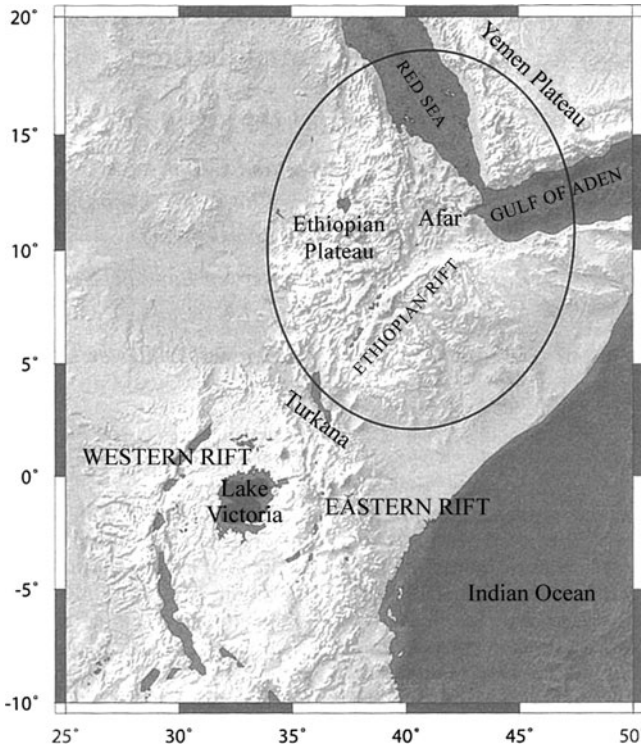 20°
15°
10°
5°
0°
-5°
-10°
25°
30°
35°
40°
45°
50°
Yemen Plateau
RED SEA
GULF OF ADEN
Afar
Ethiopian
Plateau
ETHIOPIAN RIFT
Turkana
WESTERN RIFT
Lake
Victoria
EASTERN RIFT
Indian Ocean